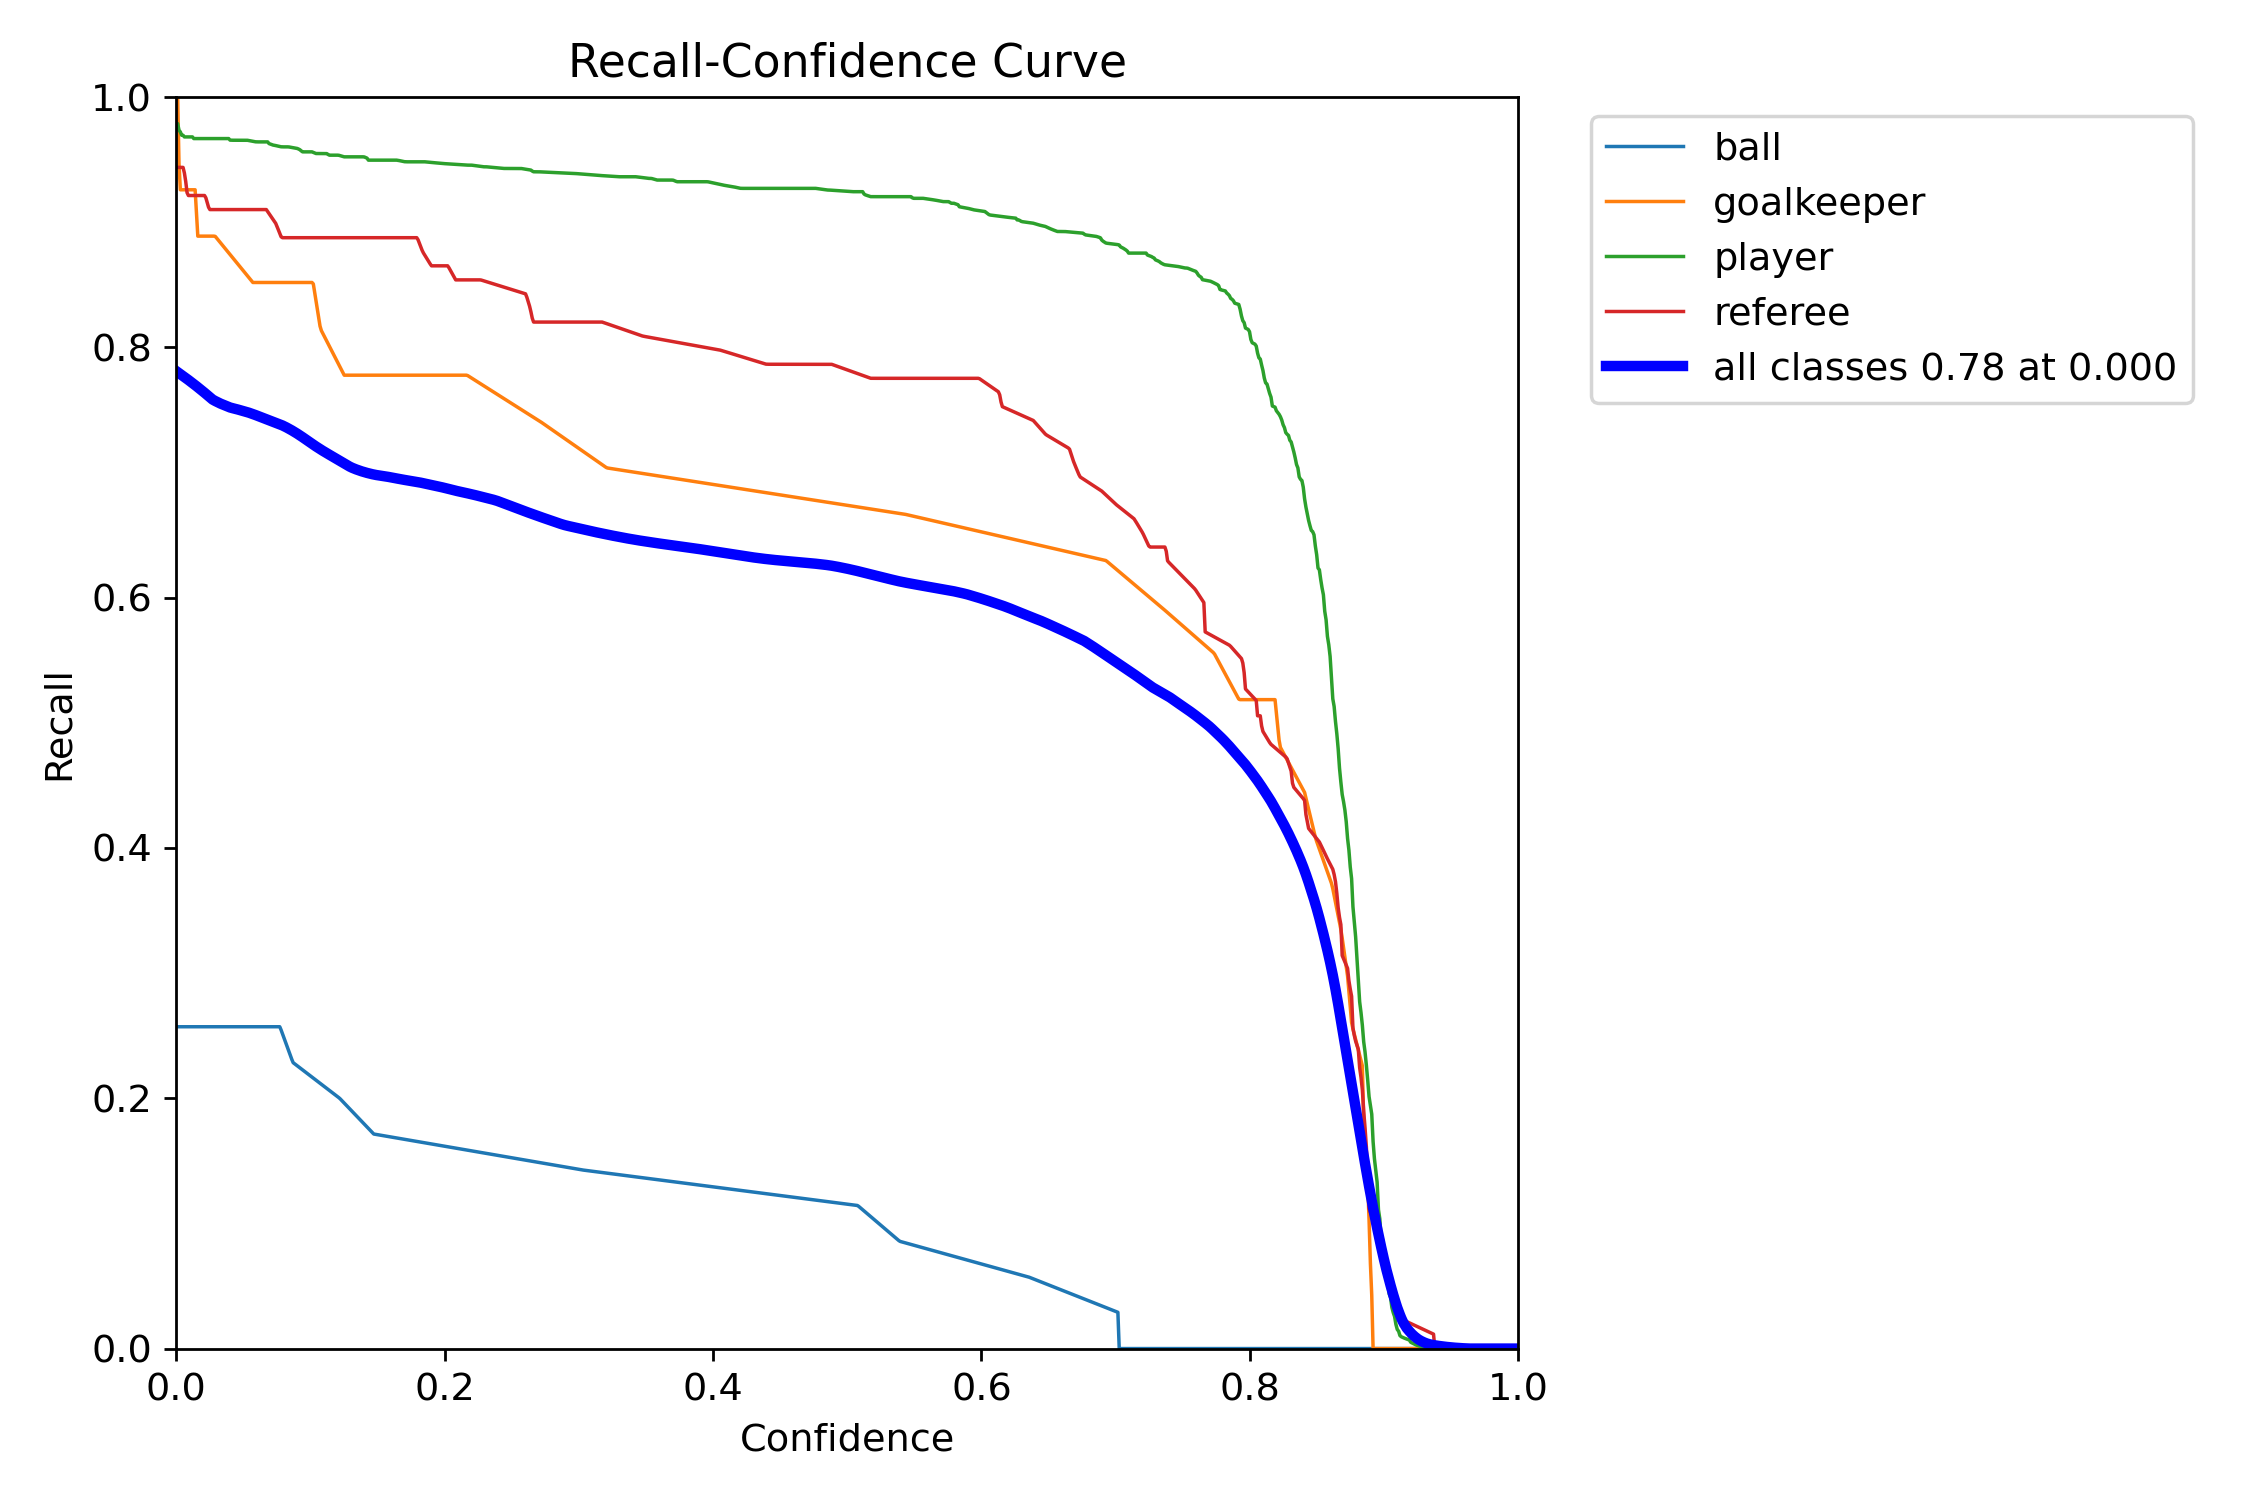 Recall-Confidence Curve
1.0
0.8
0.6
0.4
0.2
0.0
Recall
0.0 0.2 0.4 0.6 0.8 1.0
Confidence
ball
goalkeeper
player
referee
all classes 0.78 at 0.000